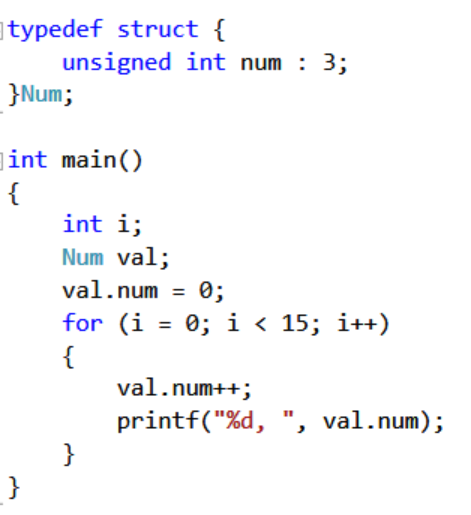 typedef struct {
    unsigned int num : 3;
}Num;

int main()
{
    int i;
    Num val;
    val.num = 0;
    for (i = 0; i < 15; i++)
    {
        val.num++;
        printf("%d, ", val.num);
    }
}